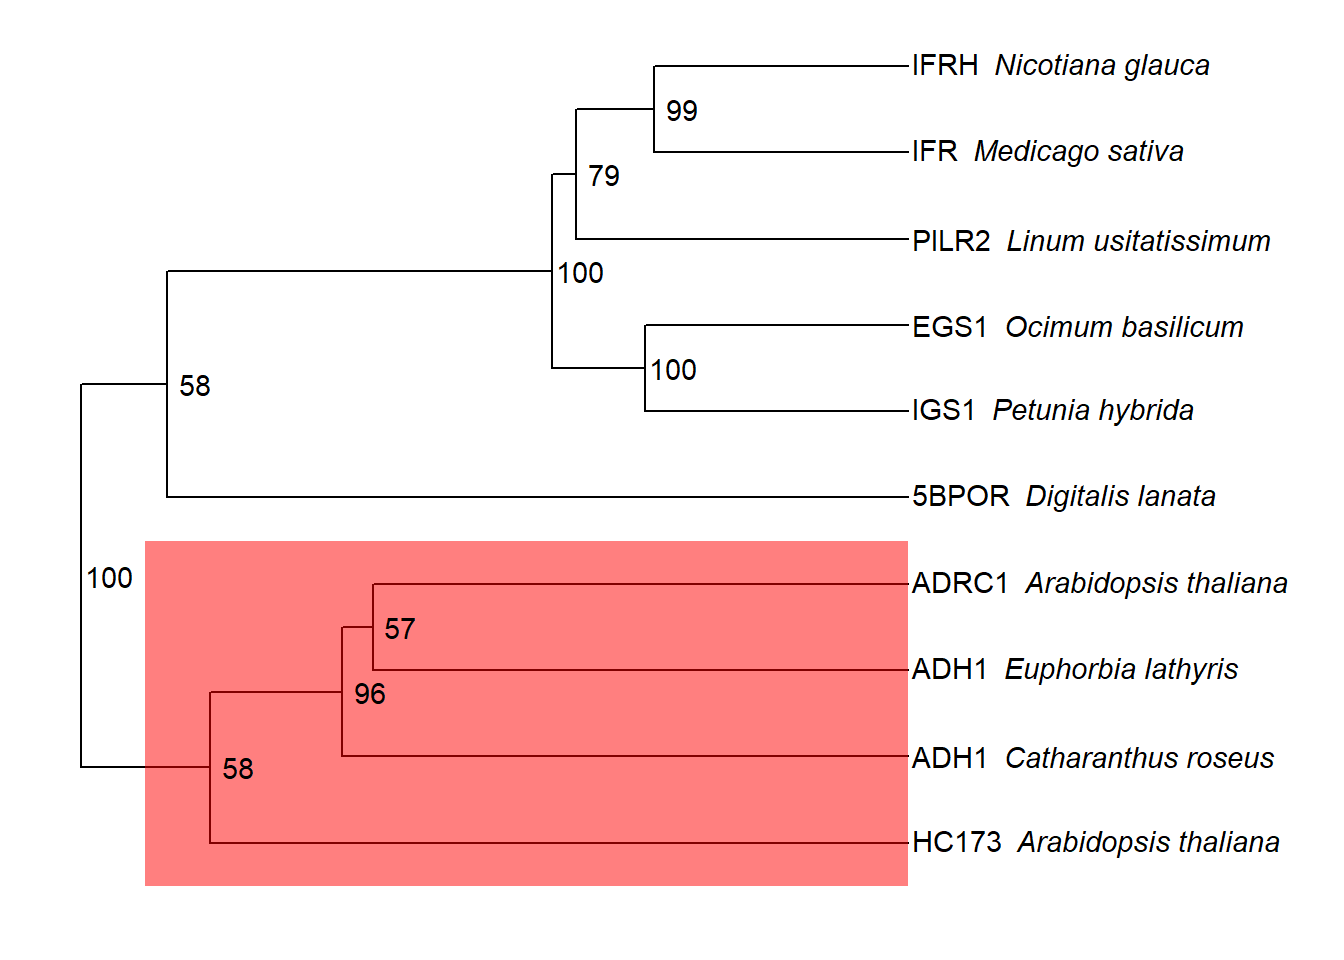 IFRH Nicotiana glauca
99
IFR Medicago sativa
79
PILR2 Linum usitatissimum
100
EGS1 Ocimum basilicum
100
58
IGS1 Petunia hybrida
5BPOR Digitalis lanata
100
ADRC1 Arabidopsis thaliana
57
ADH1 Euphorbia lathyris
96
ADH1 Catharanthus roseus
58
HC173 Arabidopsis thaliana